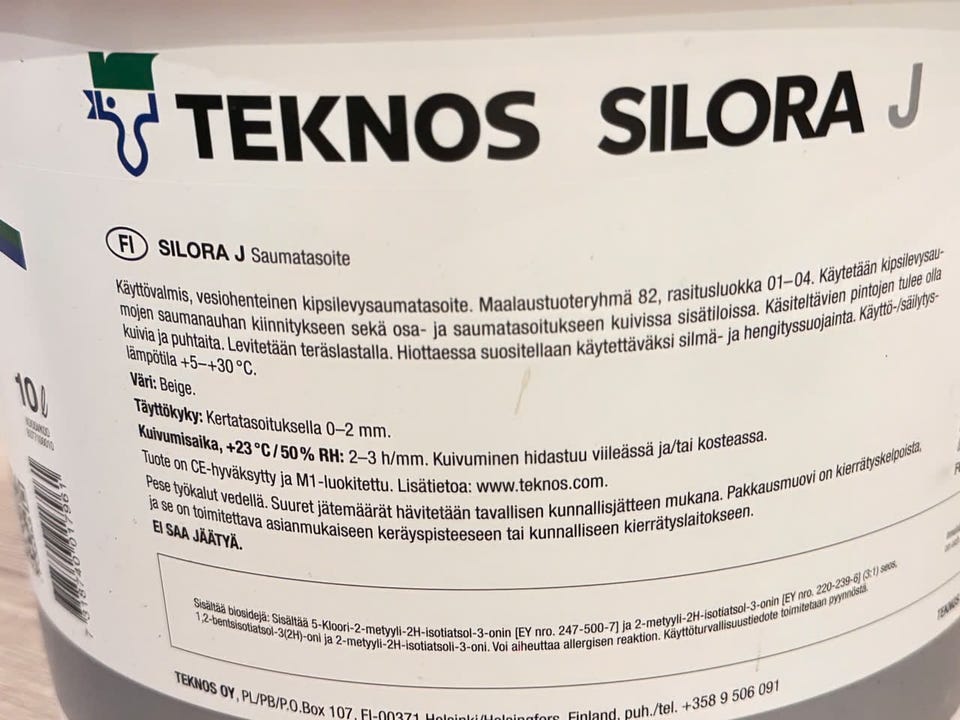 TEKNOS SILORA J
FI SILORA J Saumatasoite
Käyttövalmis, vesiohenteinen kipsilevysaumatasoite. Maalaustuoteryhmä 82, rasitusluokka 01–04. Käytetään kipsilevysau-
mojen saumanauhan kiinnitykseen sekä osa- ja saumatasoitukseen kuivissa sisätiloissa. Käsiteltävien pintojen tulee olla
kuivia ja puhtaita. Levitetään teräslastalla. Hiottaessa suositellaan käytettäväksi silmä- ja hengityssuojainta. Käyttö-/säilytys-
lämpötila +5–+30 °C.
Väri: Beige.
Täyttökyky: Kertatasoituksella 0–2 mm.
Kuivumisaika, +23 °C / 50 % RH: 2–3 h/mm. Kuivuminen hidastuu viileässä ja/tai kosteassa.
Tuote on CE-hyväksytty ja M1-luokitettu. Lisätietoa: www.teknos.com.
Pese työkalut vedellä. Suuret jätemäärät hävitetään tavallisen kunnallisjätteen mukana. Pakkausmuovi on kierrätyskelpoista,
ja se on toimitettava asianmukaiseen keräyspisteeseen tai kunnalliseen kierrätyslaitokseen.
EI SAA JÄÄTYÄ.
10 ℓ
Sisältää biosidejä: Sisältää 5-Kloori-2-metyyli-2H-isotiatsol-3-onin [EY nro. 247-500-7] ja 2-metyyli-2H-isotiatsol-3-onin [EY nro. 220-239-6] (3:1) seos,
1,2-bentsisotiatsol-3(2H)-oni ja 2-metyyli-2H-isotiatsoli-3-oni. Voi aiheuttaa allergisen reaktion. Käyttöturvallisuustiedote toimitetaan pyynnöstä.
TEKNOS
TEKNOS OY, PL/PB/P.O.Box 107, FI-00371 Helsinki/Helsingfors, Finland, puh./tel. +358 9 506 091